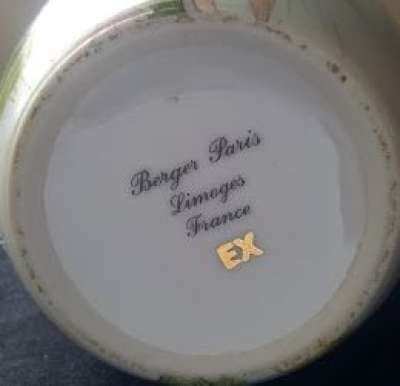 Berger Paris
Limoges
France
EX